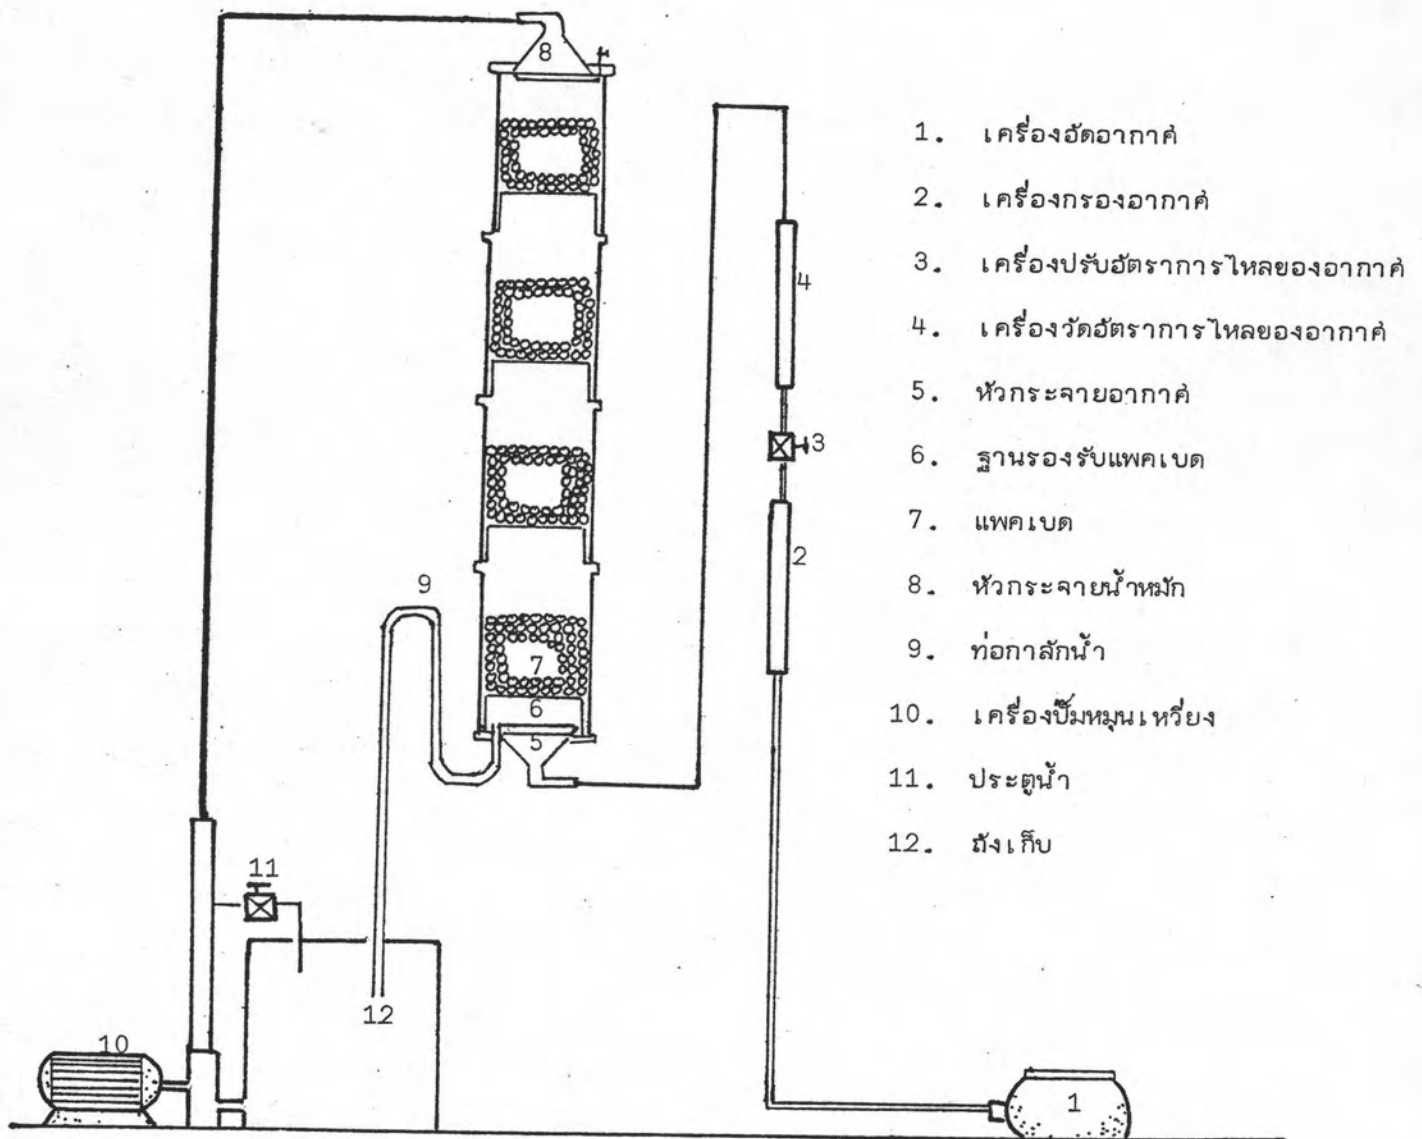 8
1. เครื่องอัดอากาศ
2. เครื่องกรองอากาศ
4
3. เครื่องปรับอัตราการไหลของอากาศ
4. เครื่องวัดอัตราการไหลของอากาศ
5. หัวกระจายอากาศ
3
6. ฐานรองรับแพคเบด
7. แพคเบด
2
9
8. หัวกระจายน้ำหมัก
9. ท่อกาลักน้ำ
7
6
10. เครื่องปั๊มหมุนเหวี่ยง
5
11. ประตูน้ำ
12. ถังเก็บ
11
12
10
1